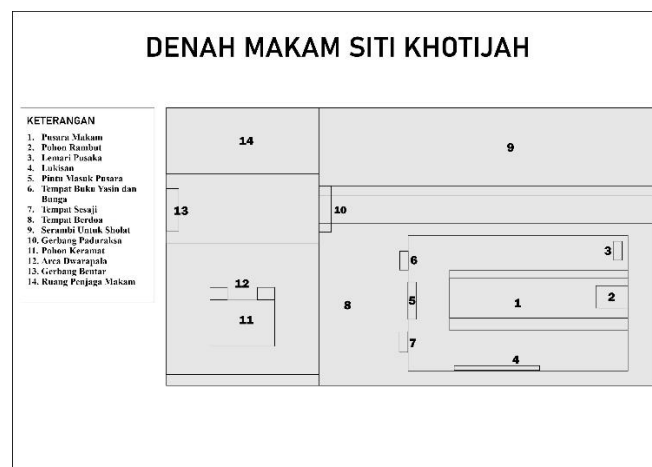 DENAH MAKAM SITI KHOTIJAH
KETERANGAN
1. Pusara Makam
2. Pohon Rambut
3. Lemari Pusaka
4. Lukisan
5. Pintu Masuk Pusara
6. Tempat Buku Yasin dan
Bunga
7. Tempat Sesaji
8. Tempat Berdoa
9. Serambi Untuk Sholat
10. Gerbang Paduraksa
11. Pohon Keramat
12. Arca Dwarapala
13. Gerbang Bentar
14. Ruang Penjaga Makam
14
9
13
10
6
3
12
8
5
1
2
11
7
4